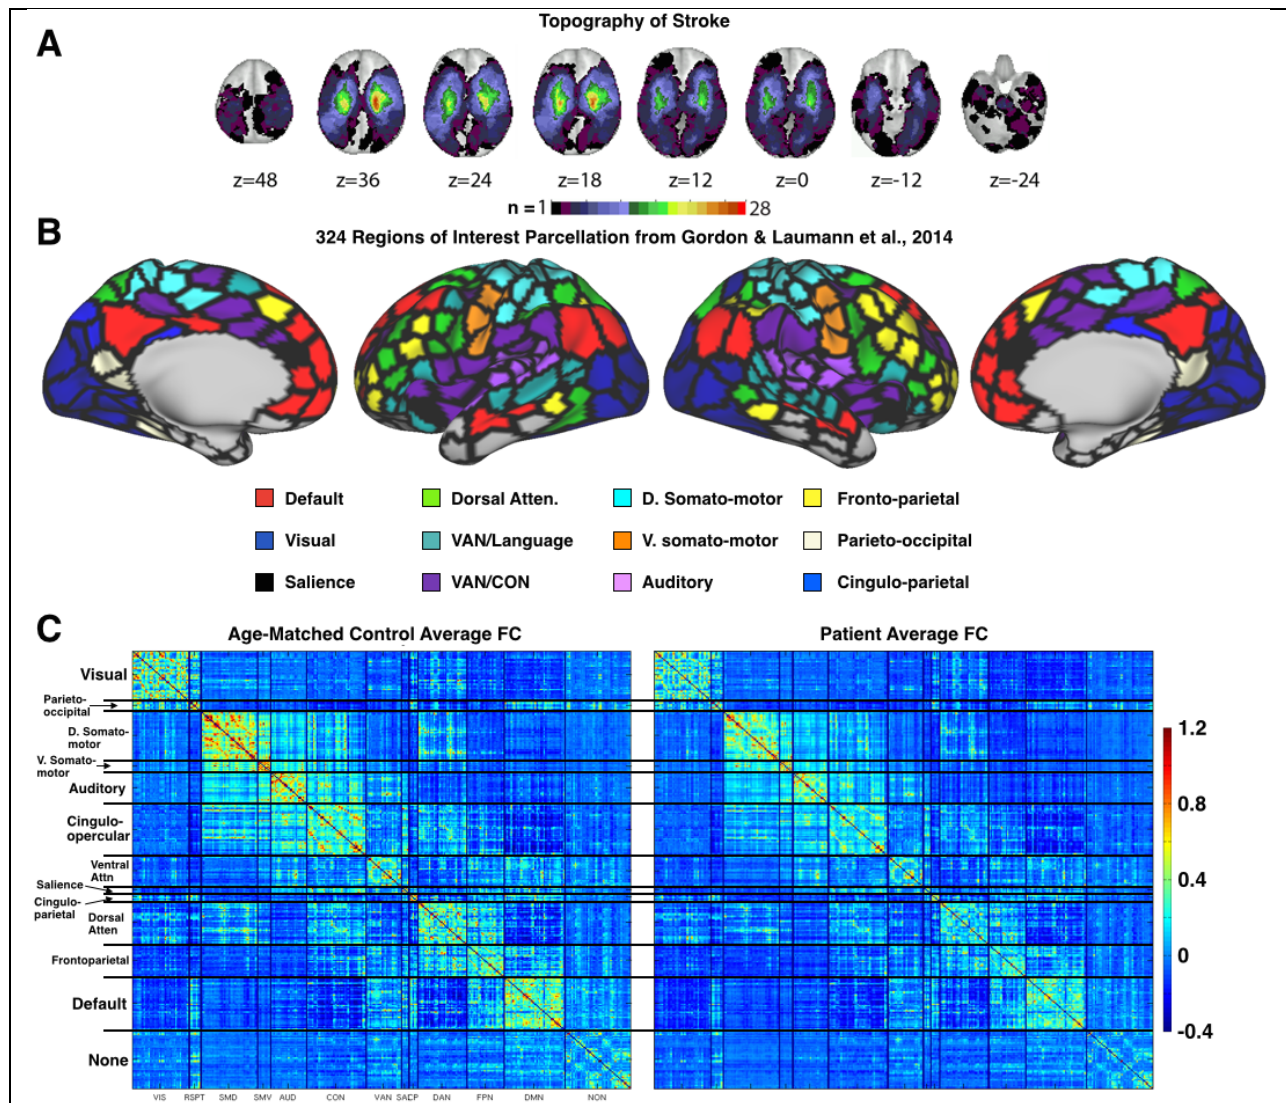 Topography of Stroke
A
z=48 z=36 z=24 z=18 z=12 z=0 z=-12 z=-24
n = 1 28
B
324 Regions of Interest Parcellation from Gordon & Laumann et al., 2014
Default Dorsal Atten. D. Somato-motor Fronto-parietal
Visual VAN/Language V. somato-motor Parieto-occipital
Salience VAN/CON Auditory Cingulo-parietal
C
Age-Matched Control Average FC Patient Average FC
Visual
Parieto-
occipital
D. Somato-
motor
V. Somato-
motor
Auditory
Cingulo-
opercular
Ventral
Attn
Salience
Cingulo-
parietal
Dorsal
Atten
Frontoparietal
Default
None
1.2
0.8
0.4
0
-0.4
VIS RSPT SMD SMV AUD CON VAN DAN FPN DMN NON